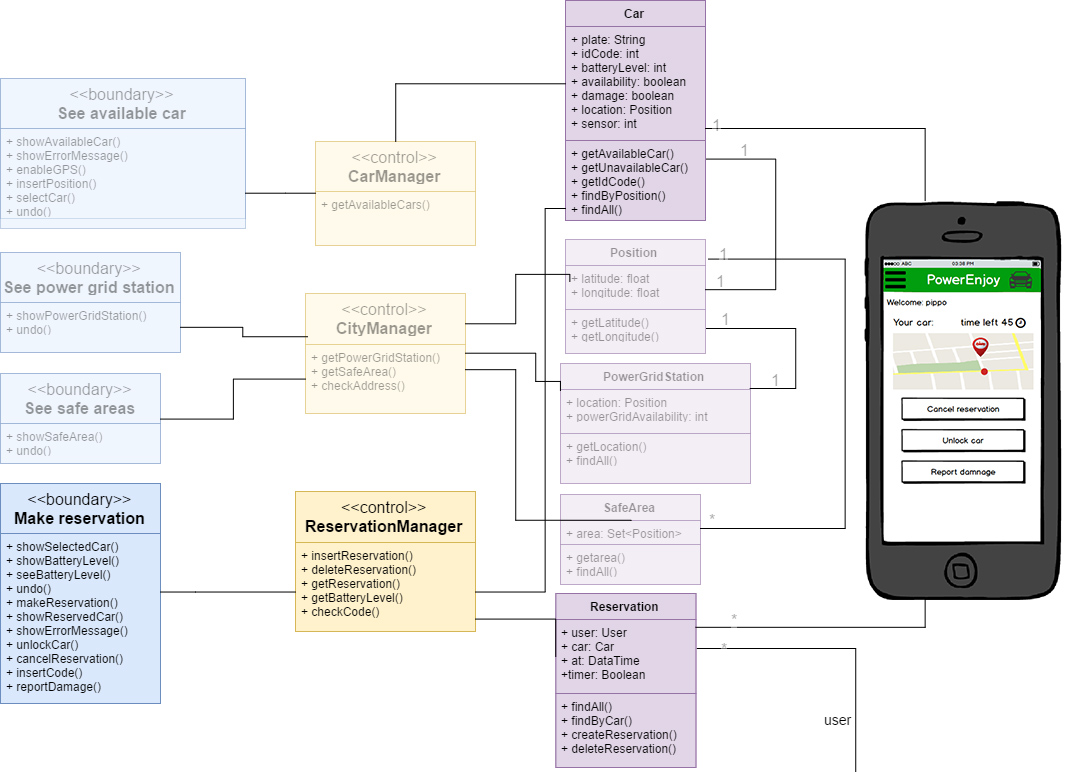 <<boundary>>
See available car
+ showAvailableCar()
+ showErrorMessage()
+ enableGPS()
+ insertPosition()
+ selectCar()
+ undo()
<<boundary>>
See power grid station
+ showPowerGridStation()
+ undo()
<<boundary>>
See safe areas
+ showSafeArea()
+ undo()
<<boundary>>
Make reservation
+ showSelectedCar()
+ showBatteryLevel()
+ seeBatteryLevel()
+ undo()
+ makeReservation()
+ showReservedCar()
+ showErrorMessage()
+ unlockCar()
+ cancelReservation()
+ insertCode()
+ reportDamage()
<<control>>
CarManager
+ getAvailableCars()
<<control>>
CityManager
+ getPowerGridStation()
+ getSafeArea()
+ checkAddress()
<<control>>
ReservationManager
+ insertReservation()
+ deleteReservation()
+ getReservation()
+ getBatteryLevel()
+ checkCode()
Car
+ plate: String
+ idCode: int
+ batteryLevel: int
+ availability: boolean
+ damage: boolean
+ location: Position
+ sensor: int
+ getAvailableCar()
+ getUnavailableCar()
+ getIdCode()
+ findByPosition()
+ findAll()
1
1
Position
+ latitude: float
+ longitude: float
+ getLatitude()
+ getLongitude()
1
1
1
PowerGridStation
+ location: Position
+ powerGridAvailability: int
+ getLocation()
+ findAll()
1
SafeArea
+ area: Set<Position>
+ getarea()
+ findAll()
*
Reservation
+ user: User
+ car: Car
+ at: DataTime
+timer: Boolean
+ findAll()
+ findByCar()
+ createReservation()
+ deleteReservation()
*
*
user
ABC 03:36 PM
PowerEnjoy
Welcome: pippo
Your car: time left 45
Cancel reservation
Unlock car
Report damnage